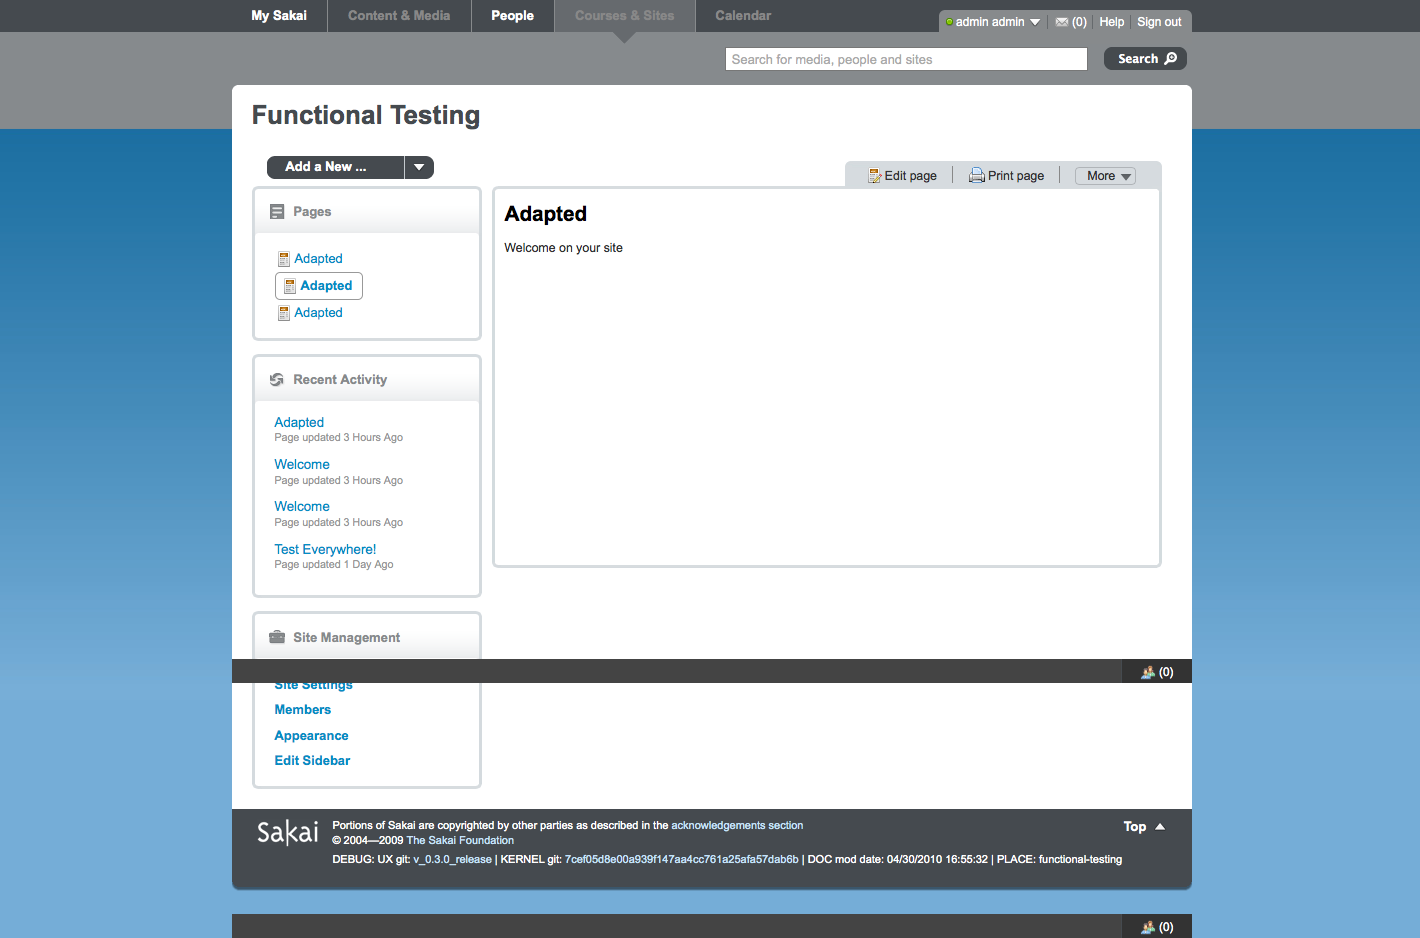 My Sakai Content & Media People Courses & Sites Calendar
admin admin (0) Help Sign out
Search for media, people and sites Search
Functional Testing
Add a New ...
Edit page Print page More
Pages
Adapted
Adapted
Adapted
Adapted
Welcome on your site
Recent Activity
Adapted
Page updated 3 Hours Ago
Welcome
Page updated 3 Hours Ago
Welcome
Page updated 3 Hours Ago
Test Everywhere!
Page updated 1 Day Ago
Site Management
(0)
Site Settings
Members
Appearance
Edit Sidebar
Sakai
Portions of Sakai are copyrighted by other parties as described in the acknowledgements section
© 2004—2009 The Sakai Foundation
DEBUG: UX git: v_0.3.0_release | KERNEL git: 7cef05d8e00a939f147aa4cc761a25afa57dab6b | DOC mod date: 04/30/2010 16:55:32 | PLACE: functional-testing
Top
(0)